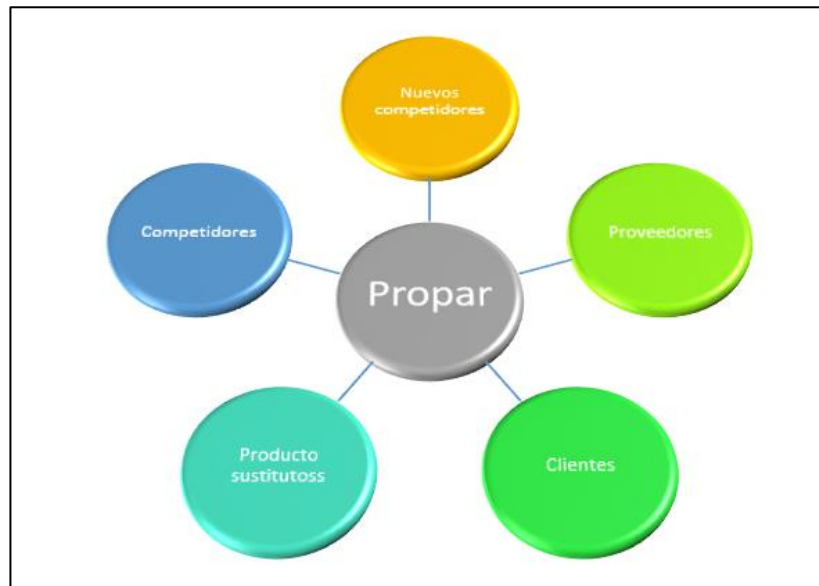 Nuevos
competidores
Competidores
Proveedores
Propar
Producto
sustitutoss
Clientes